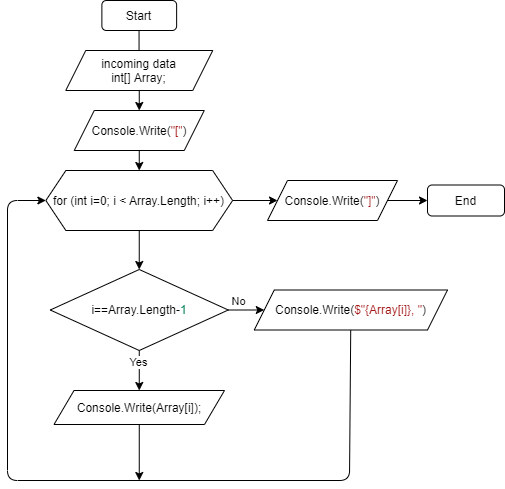 Start
incoming data
int[] Array;
Console.Write("[")
for (int i=0; i < Array.Length; i++)
Console.Write("]")
End
i==Array.Length-1
No
Console.Write($"{Array[i]}, ")
Yes
Console.Write(Array[i]);